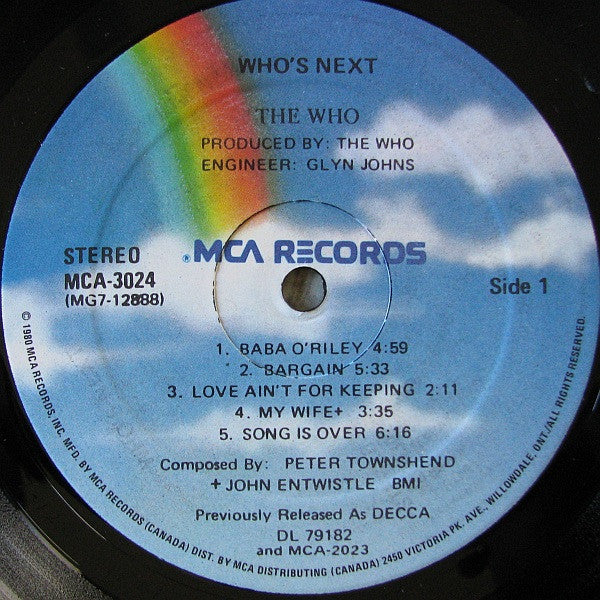 WHO'S NEXT
THE WHO
PRODUCED BY: THE WHO
ENGINEER: GLYN JOHNS
STEREO
MCA-3024
(MG7-12888)
® MCA RECORDS
Side 1
1. BABA O'RILEY 4:59
2. BARGAIN 5:33
3. LOVE AIN'T FOR KEEPING 2:11
4. MY WIFE+ 3:35
5. SONG IS OVER 6:16
Composed By: PETER TOWNSHEND
+ JOHN ENTWISTLE BMI
Previously Released As DECCA
DL 79182
and MCA-2023
© 1980 MCA RECORDS, INC. MFD. BY MCA RECORDS (CANADA) DIST. BY MCA DISTRIBUTING (CANADA) 2450 VICTORIA PK. AVE. WILLOWDALE, ONT./ALL RIGHTS RESERVED.